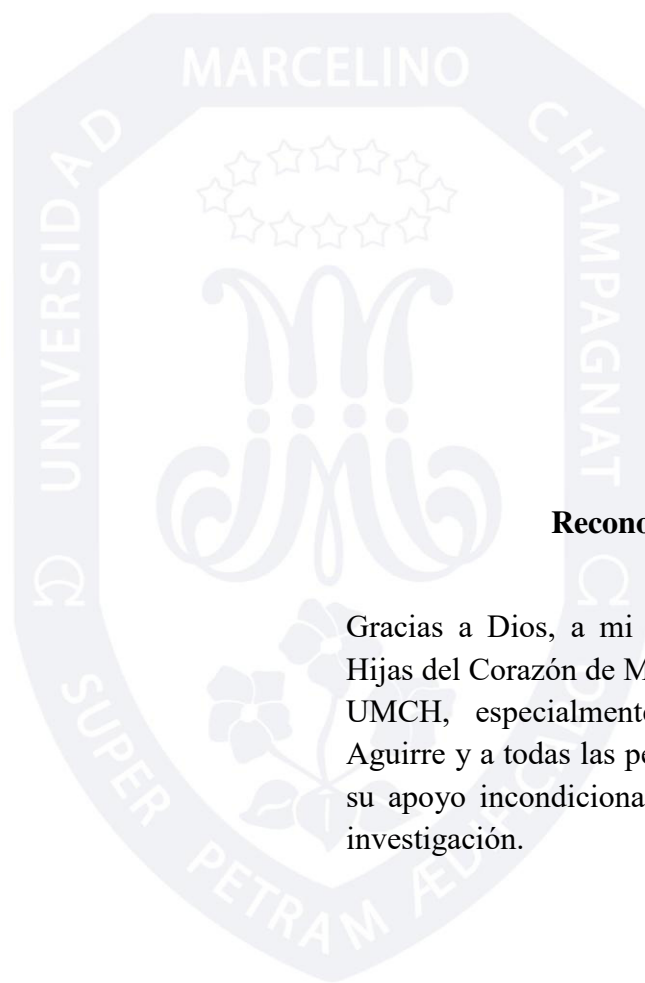 UNIVERSIDAD
MARCELINO
CHAMPAGNAT
Recono
Gracias a Dios, a mi
Hijas del Corazón de M
UMCH, especialmente
Aguirre y a todas las pe
su apoyo incondiciona
investigación.
SUPER PETRAM